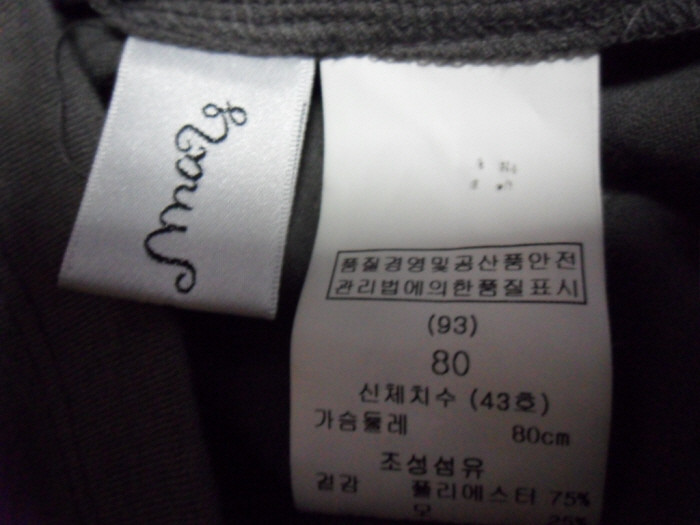 품질경영및공산품안전
관리법에의한품질표시
(93)
80
신체치수 (43호)
가슴둘레 80cm
조성섬유
겉감 폴리에스터 75%
모